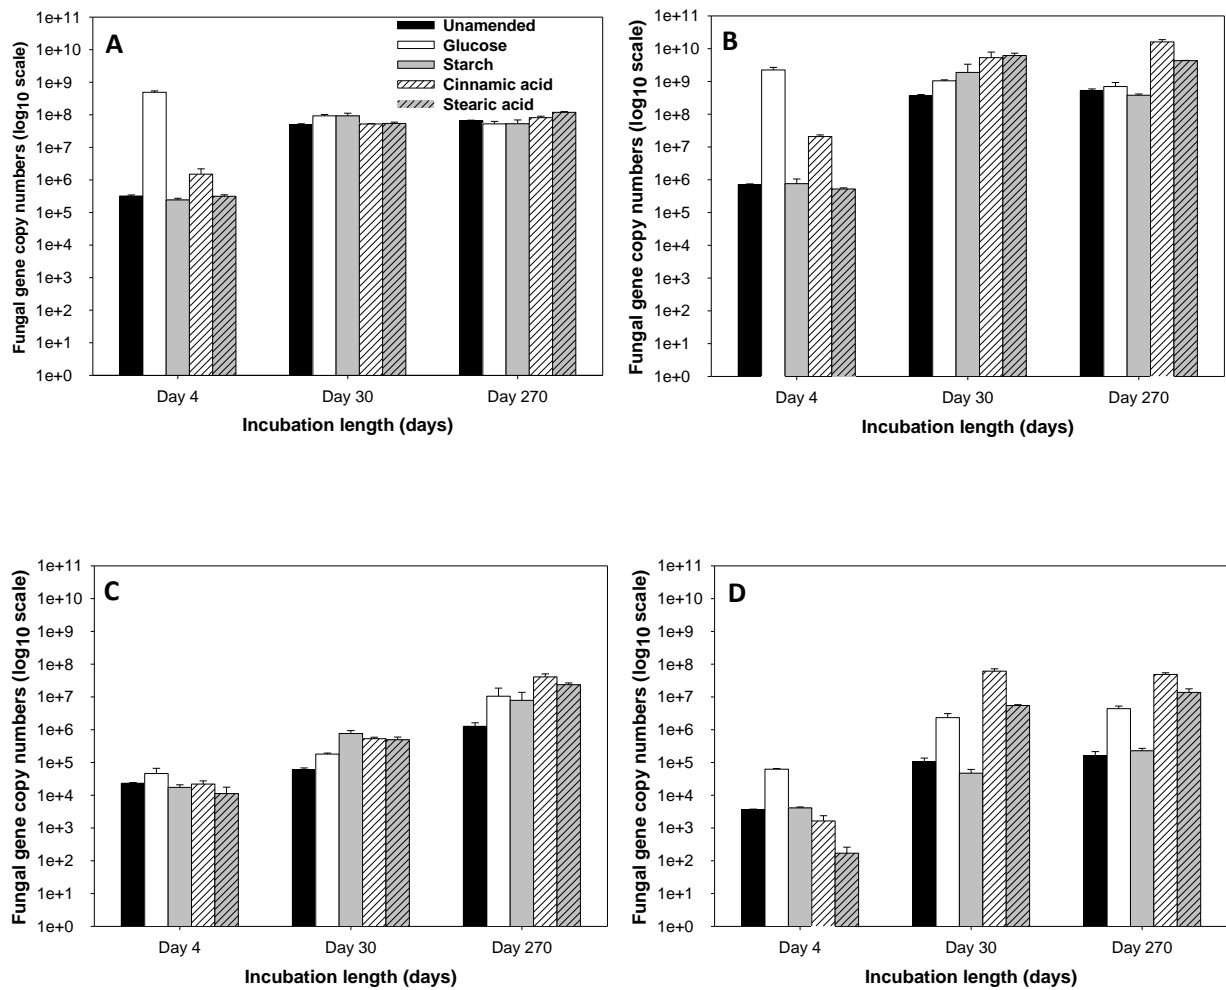 A
Unamended
Glucose
Starch
Cinnamic acid
Stearic acid
Fungal gene copy numbers (log10 scale)
1e+11
1e+10
1e+9
1e+8
1e+7
1e+6
1e+5
1e+4
1e+3
1e+2
1e+1
1e+0
Day 4 Day 30 Day 270
Incubation length (days)
B
Fungal gene copy numbers (log10 scale)
1e+11
1e+10
1e+9
1e+8
1e+7
1e+6
1e+5
1e+4
1e+3
1e+2
1e+1
1e+0
Day 4 Day 30 Day 270
Incubation length (days)
C
Fungal gene copy numbers (log10 scale)
1e+11
1e+10
1e+9
1e+8
1e+7
1e+6
1e+5
1e+4
1e+3
1e+2
1e+1
1e+0
Day 4 Day 30 Day 270
Incubation length (days)
D
Fungal gene copy numbers (log10 scale)
1e+11
1e+10
1e+9
1e+8
1e+7
1e+6
1e+5
1e+4
1e+3
1e+2
1e+1
1e+0
Day 4 Day 30 Day 270
Incubation length (days)